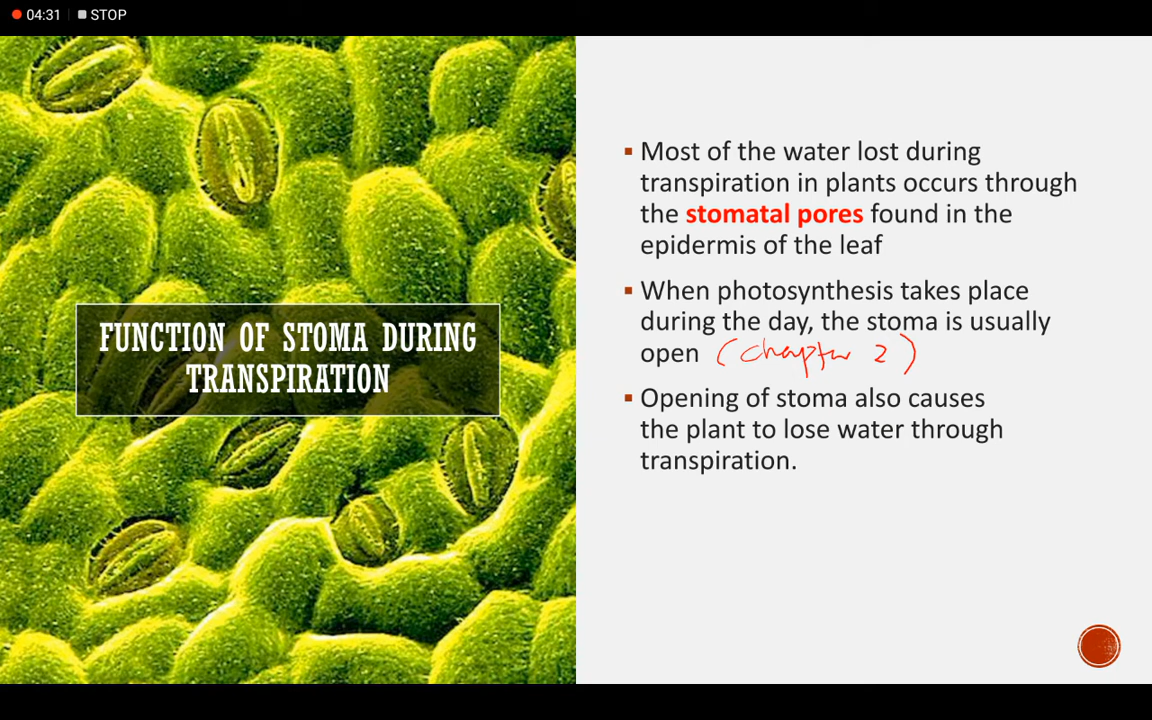 04:31 STOP
FUNCTION OF STOMA DURING
TRANSPIRATION
▪ Most of the water lost during
transpiration in plants occurs through
the stomatal pores found in the
epidermis of the leaf
▪ When photosynthesis takes place
during the day, the stoma is usually
open (Chapter 2)
▪ Opening of stoma also causes
the plant to lose water through
transpiration.